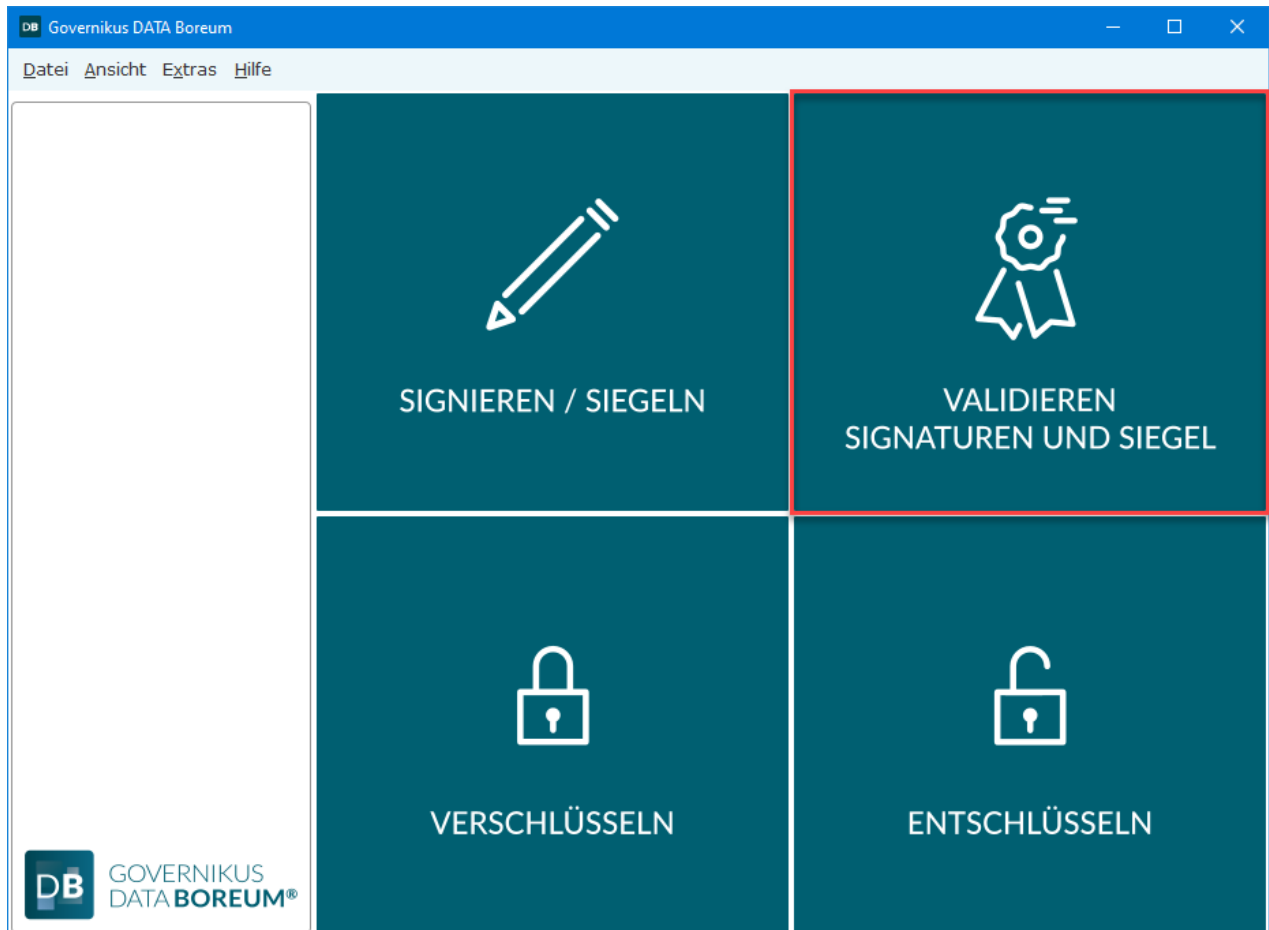 DB Governikus DATA Boreum
Datei Ansicht Extras Hilfe
SIGNIEREN / SIEGELN
VALIDIEREN
SIGNATUREN UND SIEGEL
VERSCHLÜSSELN
ENTSCHLÜSSELN
DB GOVERNIKUS
DATA BOREUM®